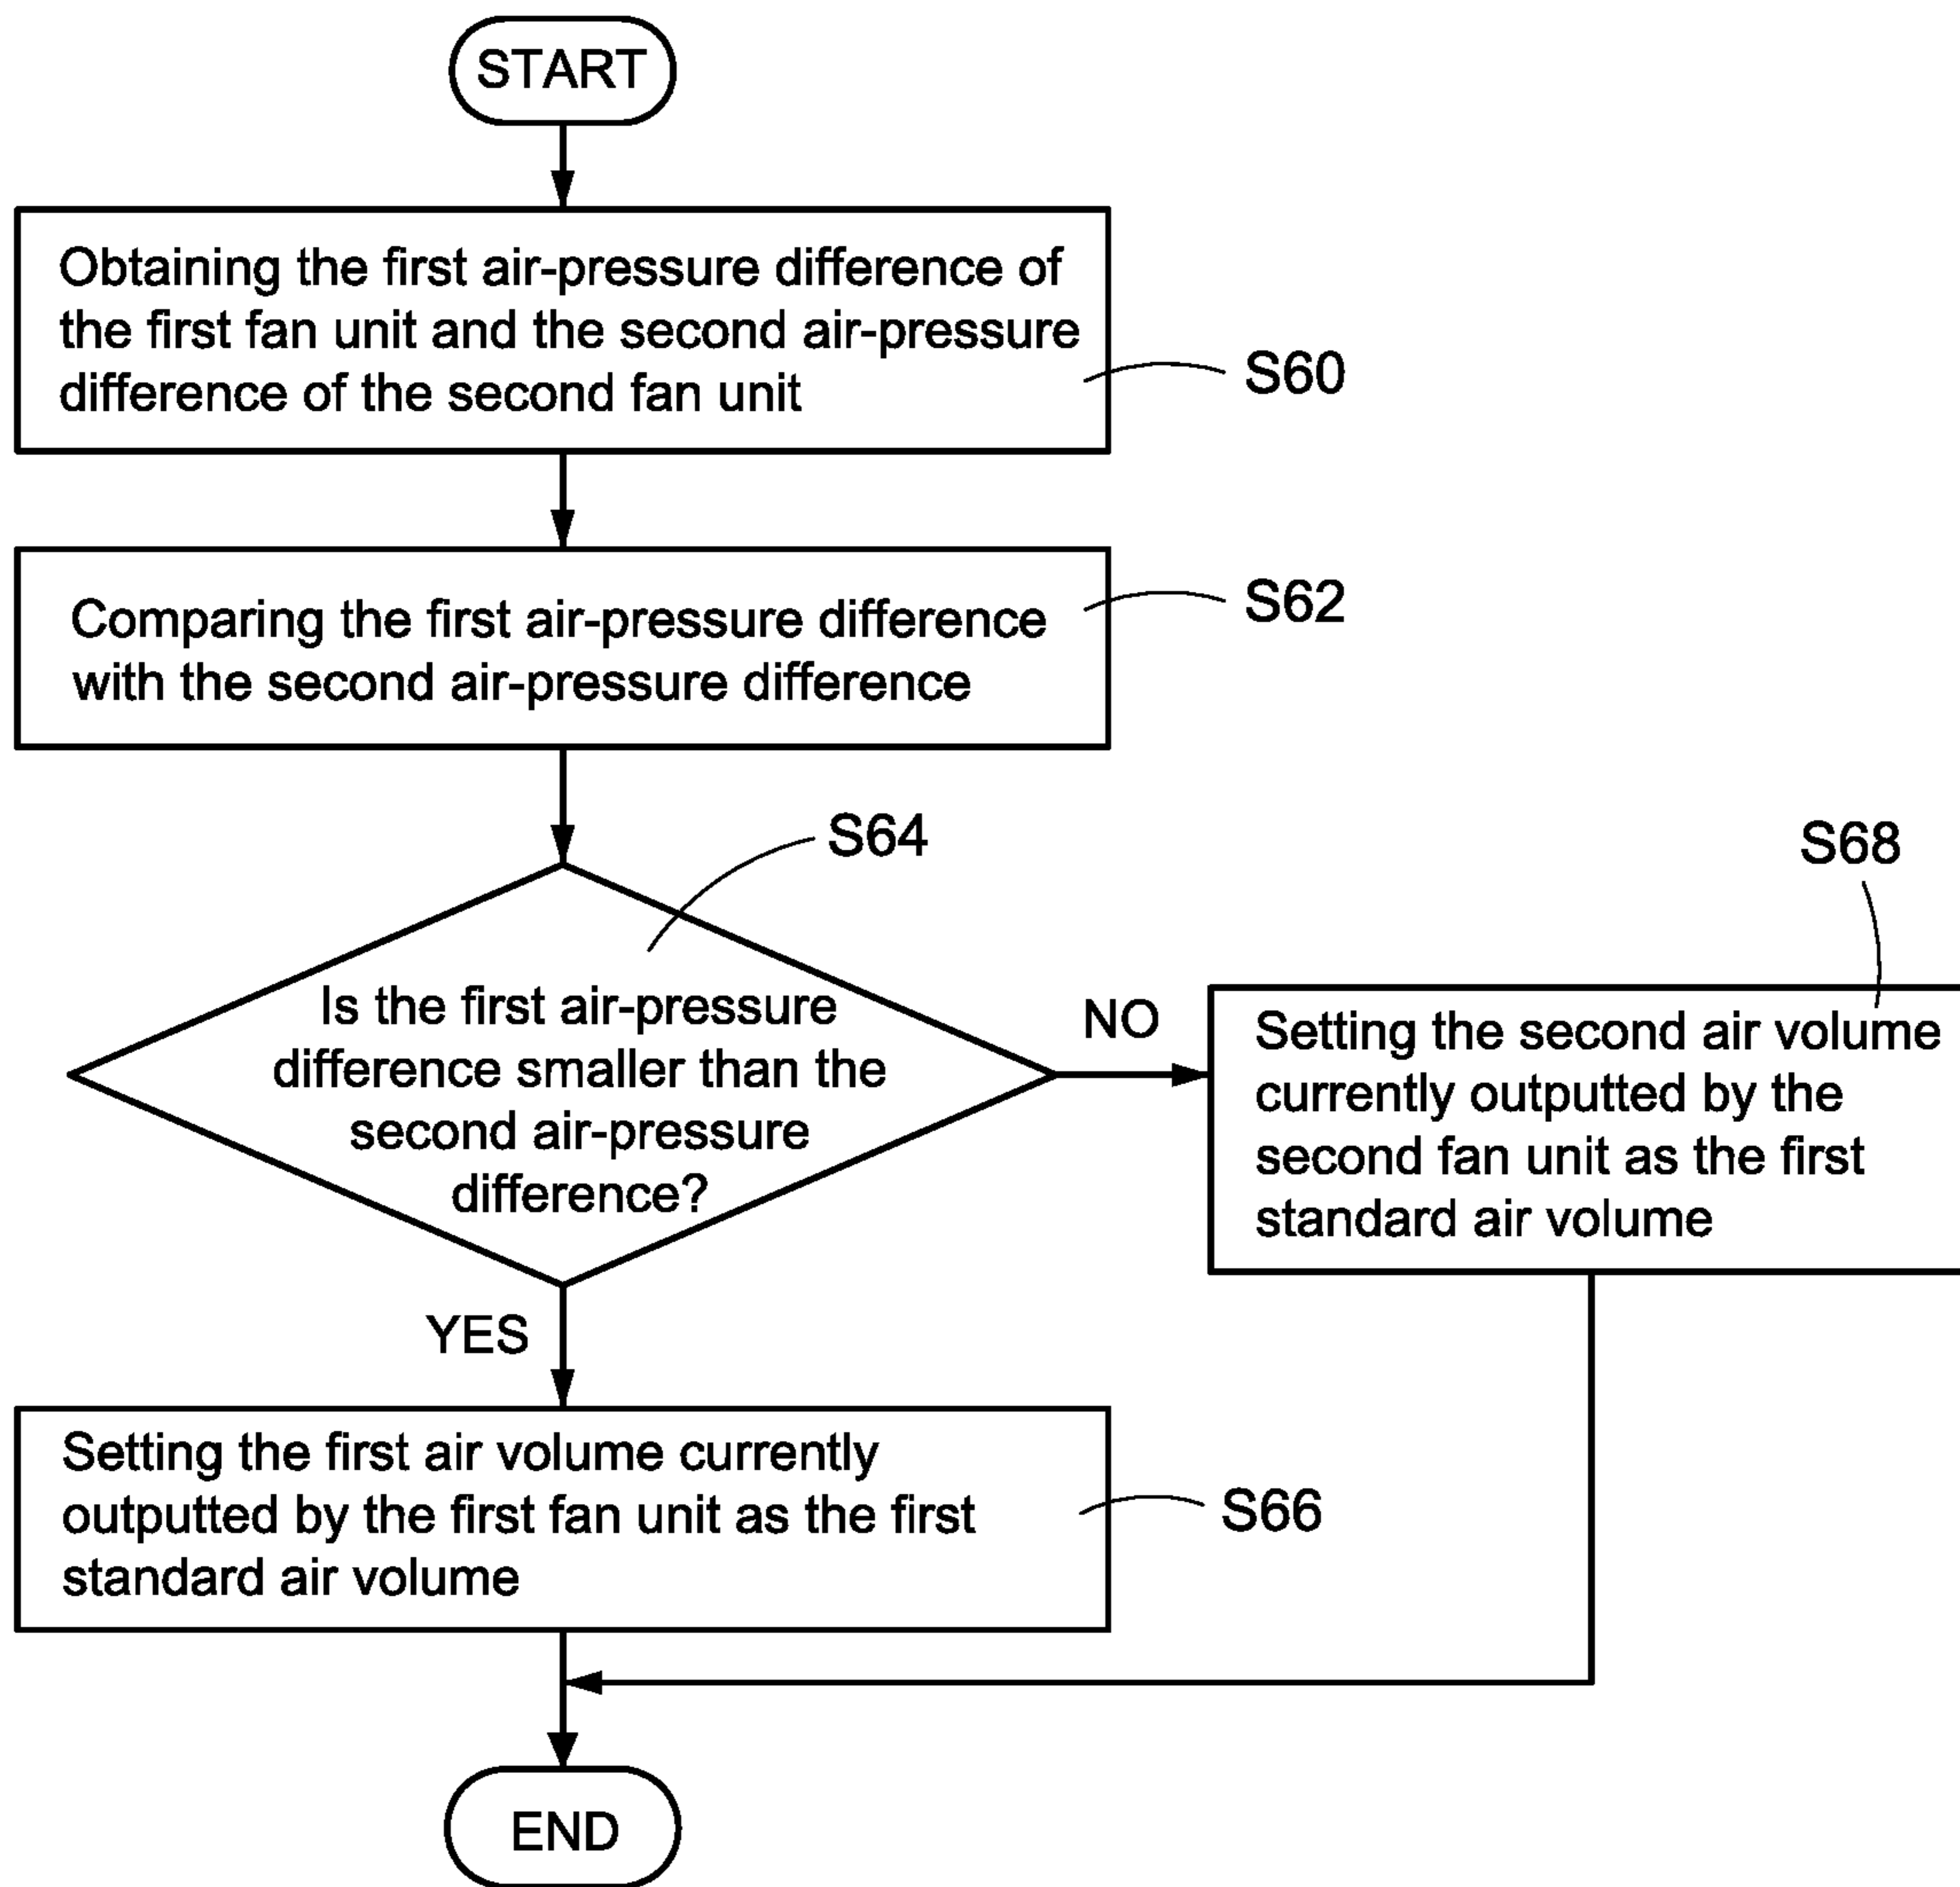 START
Obtaining the first air-pressure difference of
the first fan unit and the second air-pressure
difference of the second fan unit
S60
Comparing the first air-pressure difference
with the second air-pressure difference
S62
S64
Is the first air-pressure
difference smaller than the
second air-pressure
difference?
NO
S68
Setting the second air volume
currently outputted by the
second fan unit as the first
standard air volume
YES
Setting the first air volume currently
outputted by the first fan unit as the first
standard air volume
S66
END